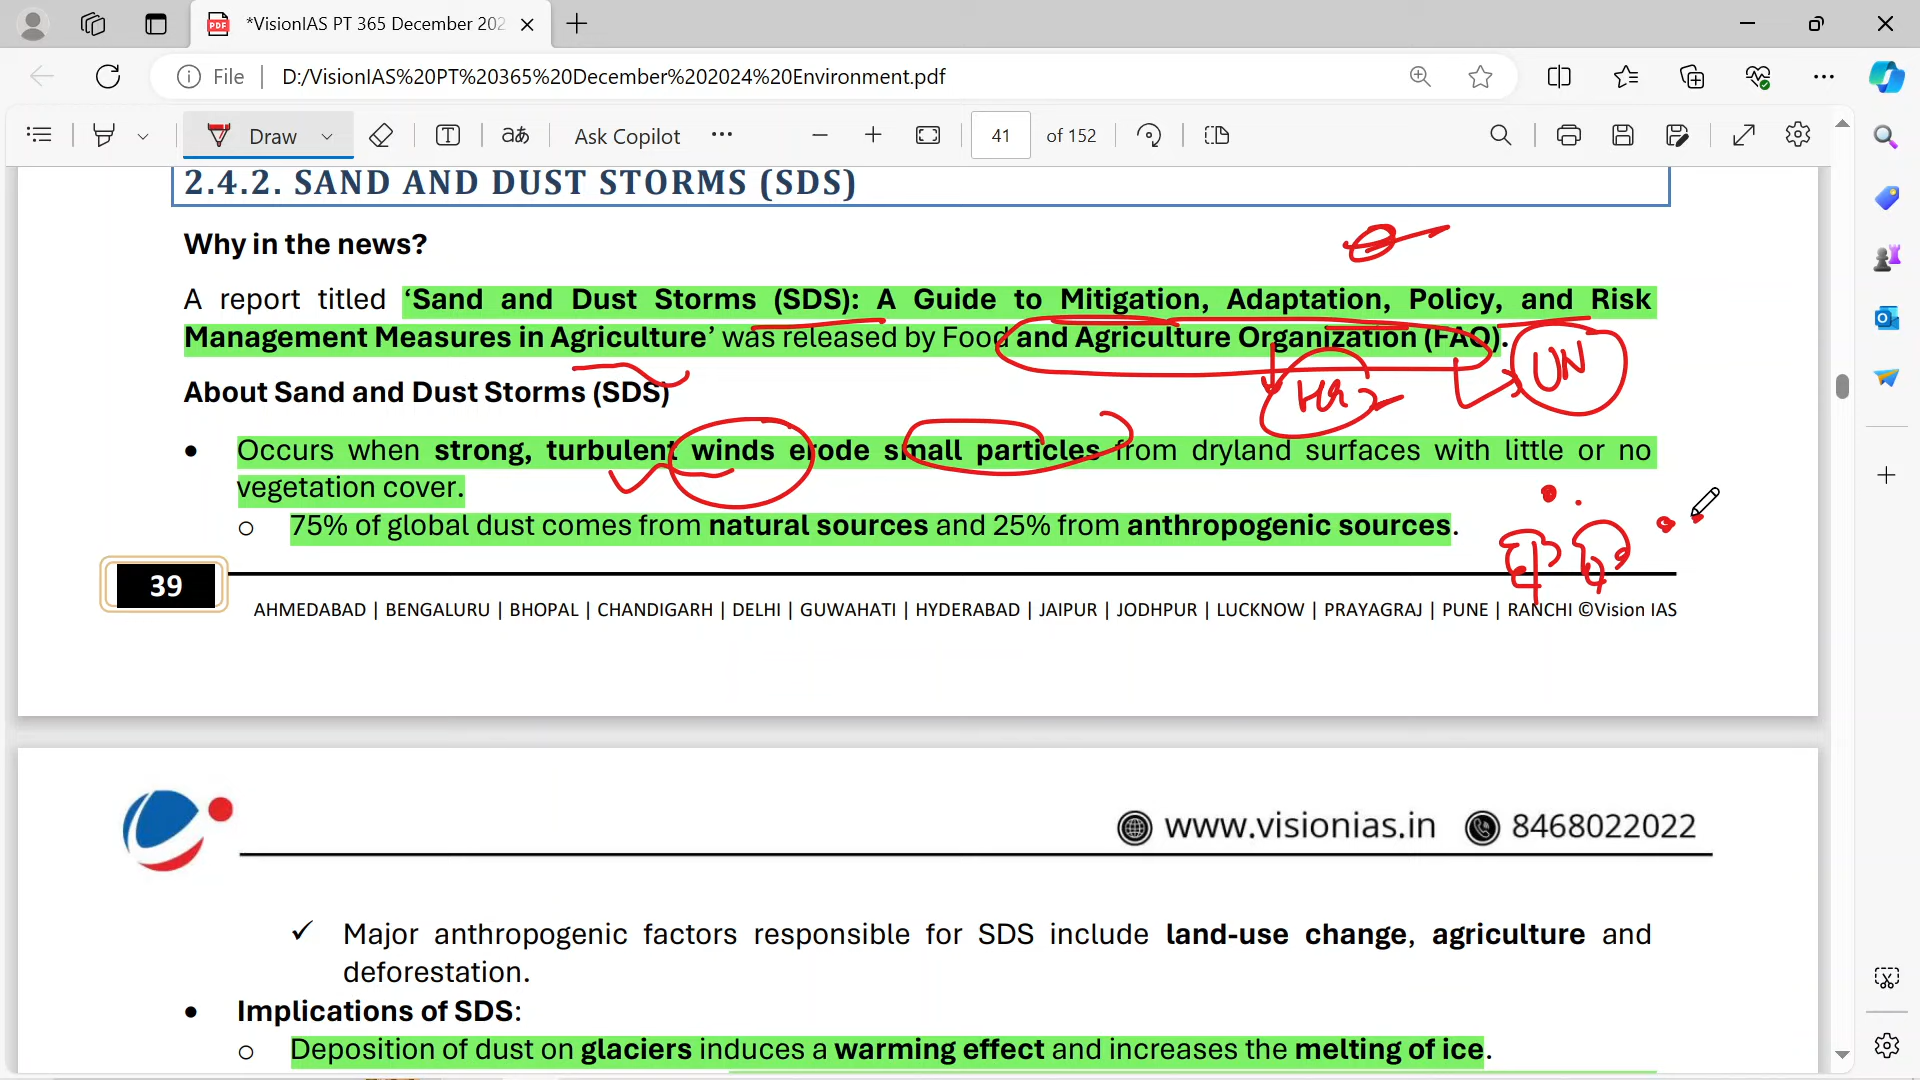 *VisionIAS PT 365 December 202
File
D:/VisionIAS%20PT%20365%20December%202024%20Environment.pdf
Draw
Ask Copilot
41
of 152
2.4.2. SAND AND DUST STORMS (SDS)
Why in the news?
A report titled ‘Sand and Dust Storms (SDS): A Guide to Mitigation, Adaptation, Policy, and Risk
Management Measures in Agriculture’ was released by Food and Agriculture Organization (FAO).
UN
About Sand and Dust Storms (SDS)
• Occurs when strong, turbulent winds erode small particles from dryland surfaces with little or no
vegetation cover.
o 75% of global dust comes from natural sources and 25% from anthropogenic sources.
39
AHMEDABAD | BENGALURU | BHOPAL | CHANDIGARH | DELHI | GUWAHATI | HYDERABAD | JAIPUR | JODHPUR | LUCKNOW | PRAYAGRAJ | PUNE | RANCHI ©Vision IAS
www.visionias.in 8468022022
✓ Major anthropogenic factors responsible for SDS include land-use change, agriculture and
deforestation.
• Implications of SDS:
o Deposition of dust on glaciers induces a warming effect and increases the melting of ice.